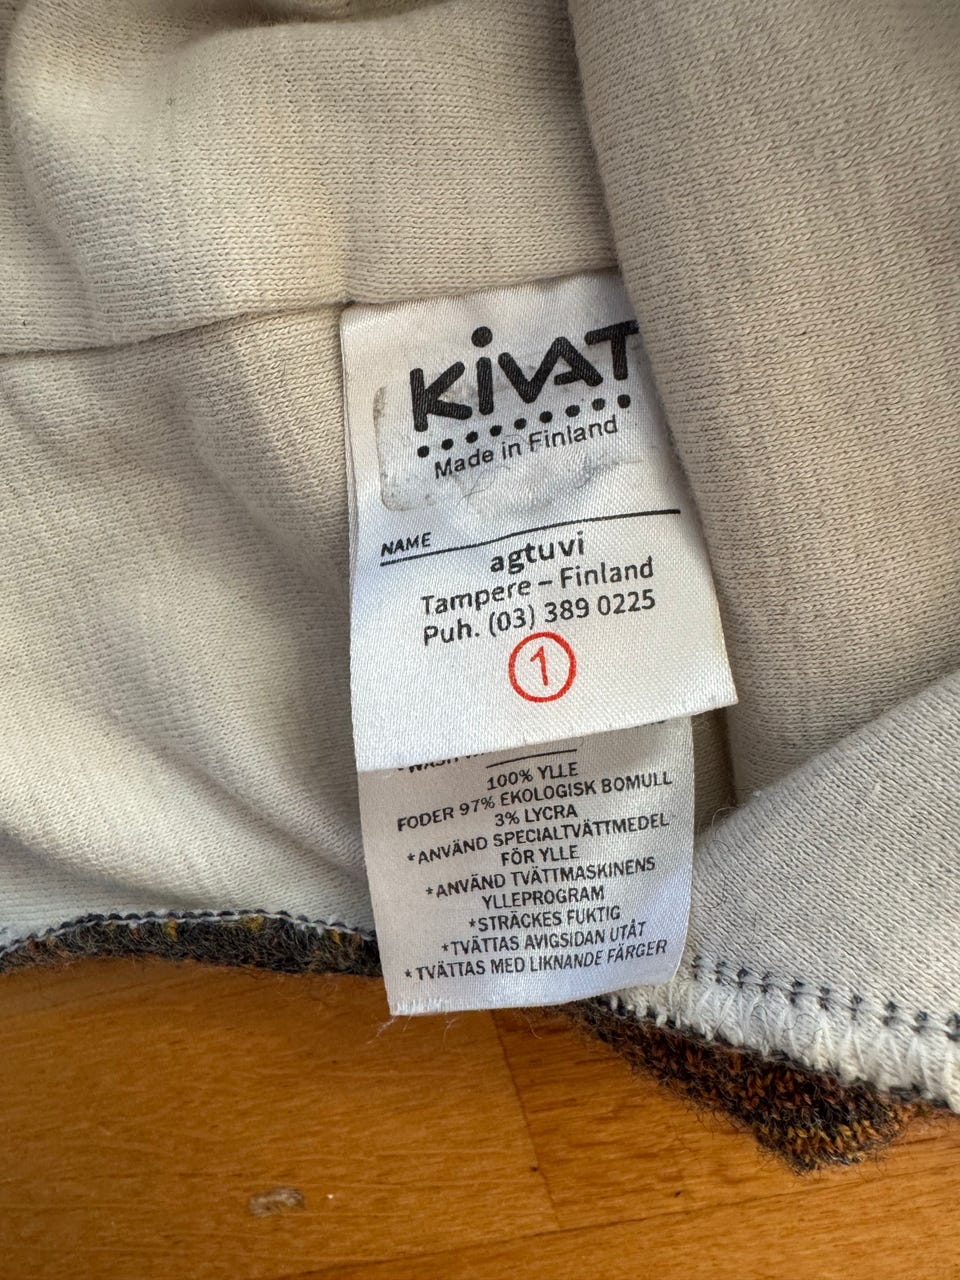 KiVAT
Made in Finland
NAME
agtuvi
Tampere – Finland
Puh. (03) 389 0225
1
100% YLLE
FODER 97% EKOLOGISK BOMULL
3% LYCRA
*ANVÄND SPECIALTVÄTTMEDEL
FÖR YLLE
*ANVÄND TVÄTTMASKINENS
YLLEPROGRAM
*STRÄCKES FUKTIG
*TVÄTTAS AVIGSIDAN UTÅT
*TVÄTTAS MED LIKNANDE FÄRGER